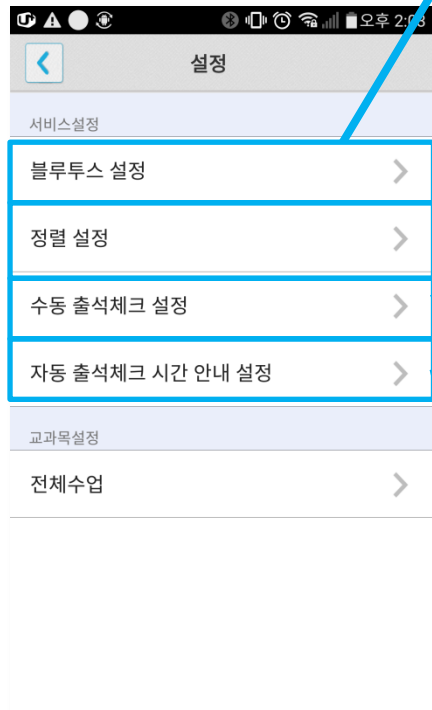 오후 2:03
설정
서비스설정
블루투스 설정
정렬 설정
수동 출석체크 설정
자동 출석체크 시간 안내 설정
교과목설정
전체수업